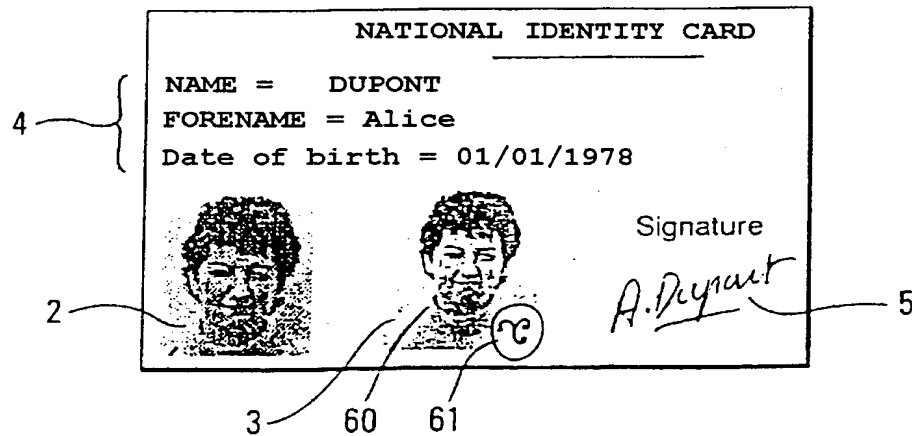 NATIONAL IDENTITY CARD
NAME = DUPONT
FORENAME = Alice
Date of birth = 01/01/1978
4
Signature
A.Dupont
2
5
3
60
61